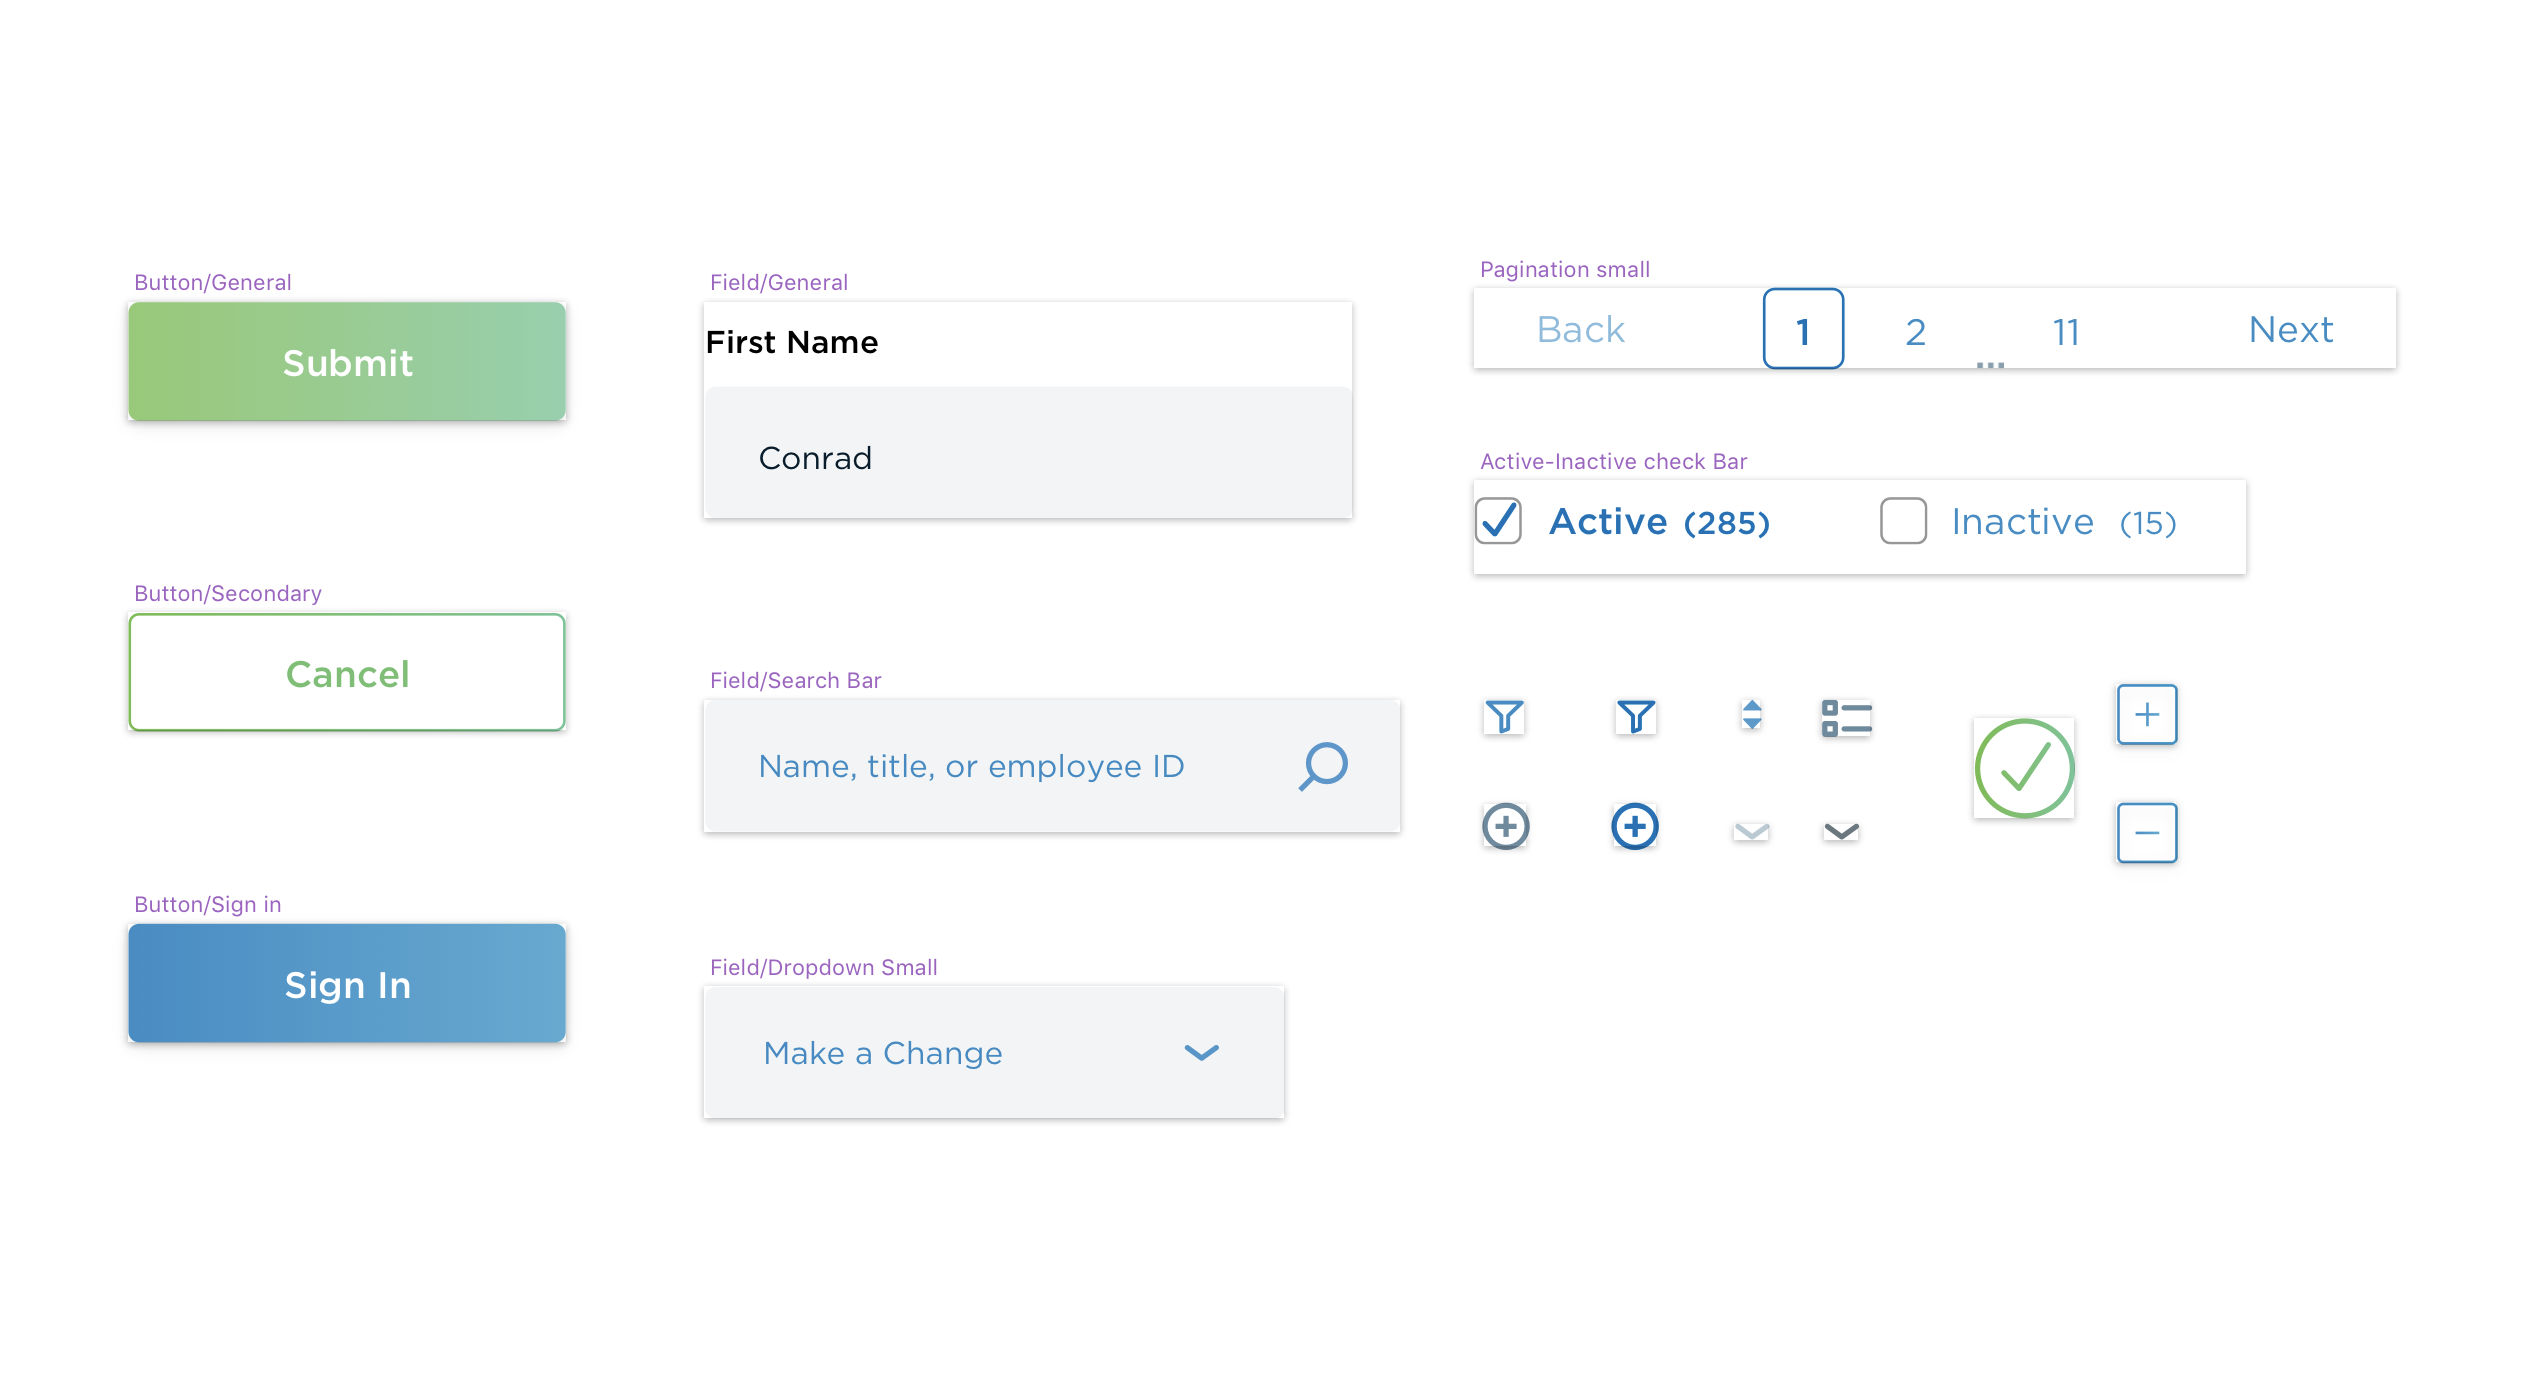 Button/General
Submit
Button/Secondary
Cancel
Button/Sign in
Sign In
Field/General
First Name
Conrad
Field/Search Bar
Name, title, or employee ID
Field/Dropdown Small
Make a Change
Pagination small
Back 1 2 ... 11 Next
Active-Inactive check Bar
Active (285) Inactive (15)